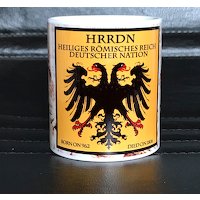 HRRDN
HEILIGES RÖMISCHES REICH
DEUTSCHER NATION
BORN ON 962 DIED ON 1806